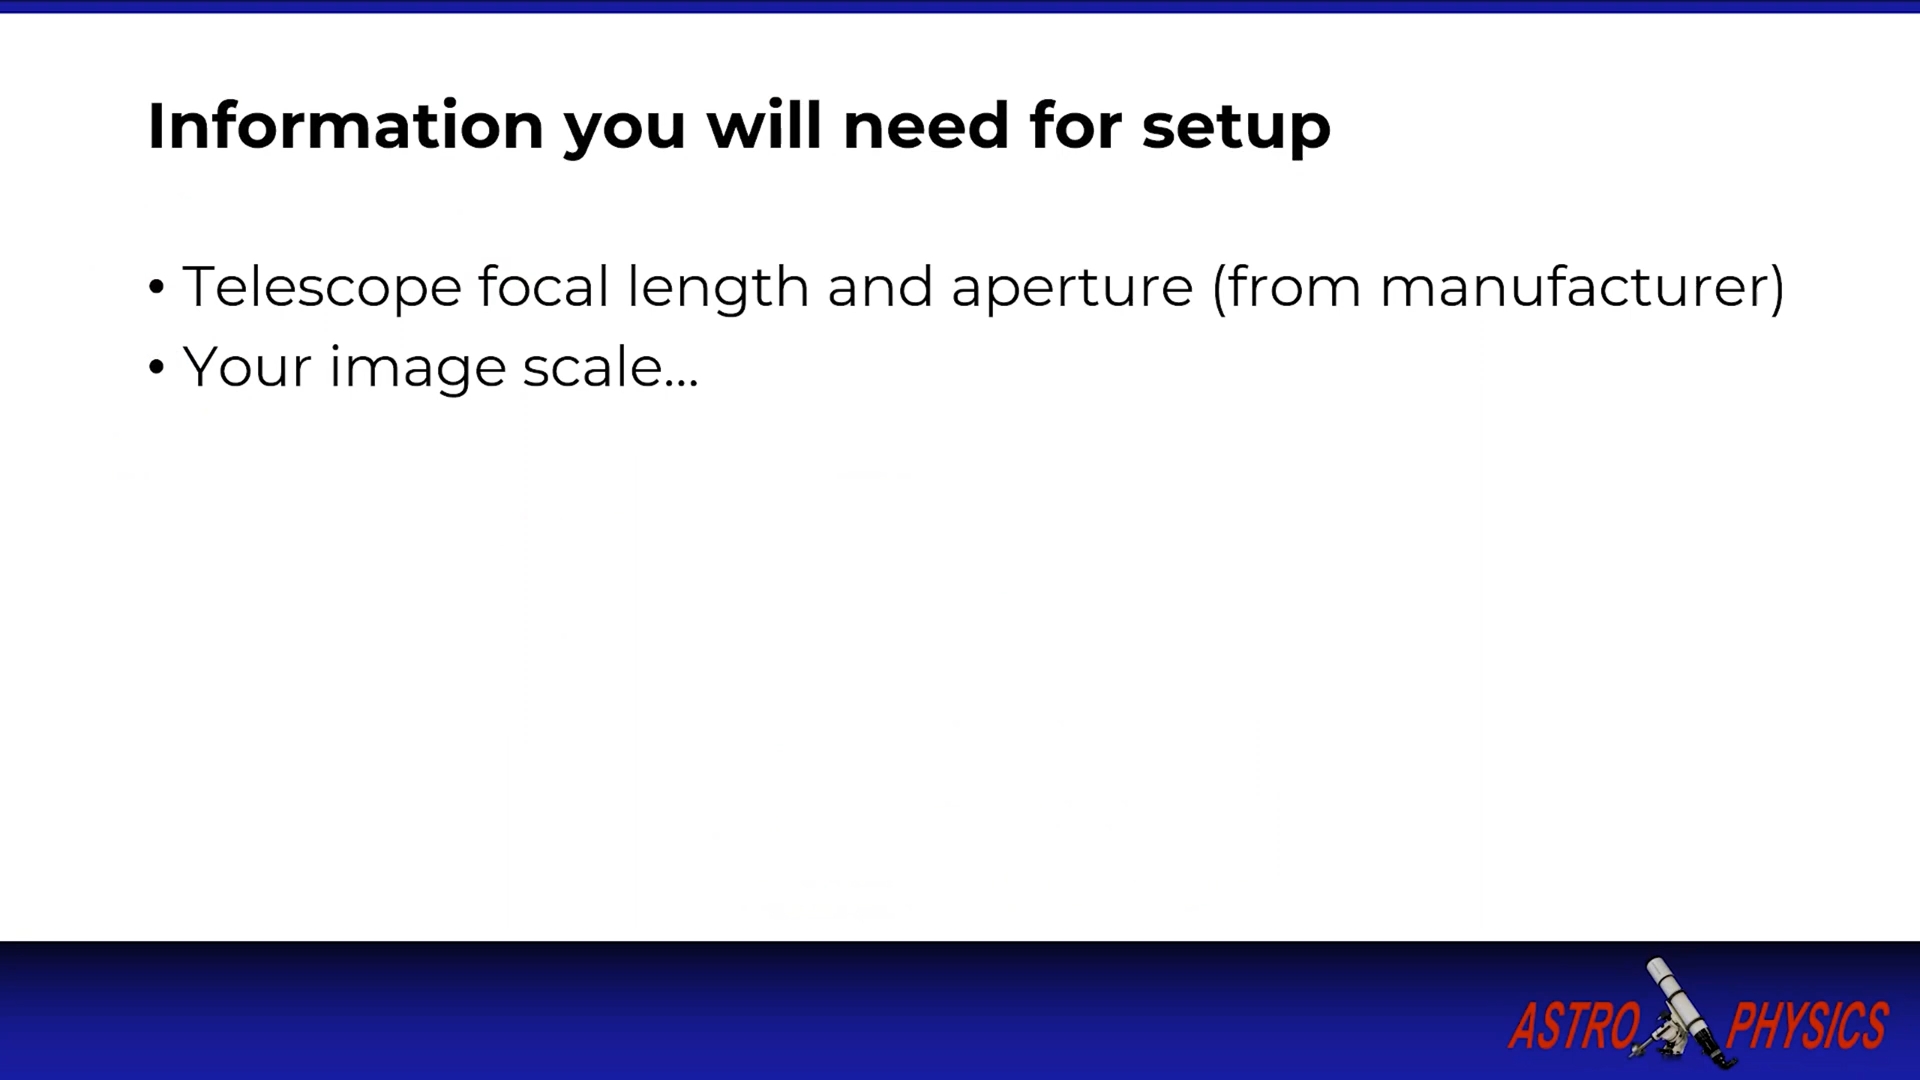 Information you will need for setup
• Telescope focal length and aperture (from manufacturer)
• Your image scale...
ASTRO PHYSICS